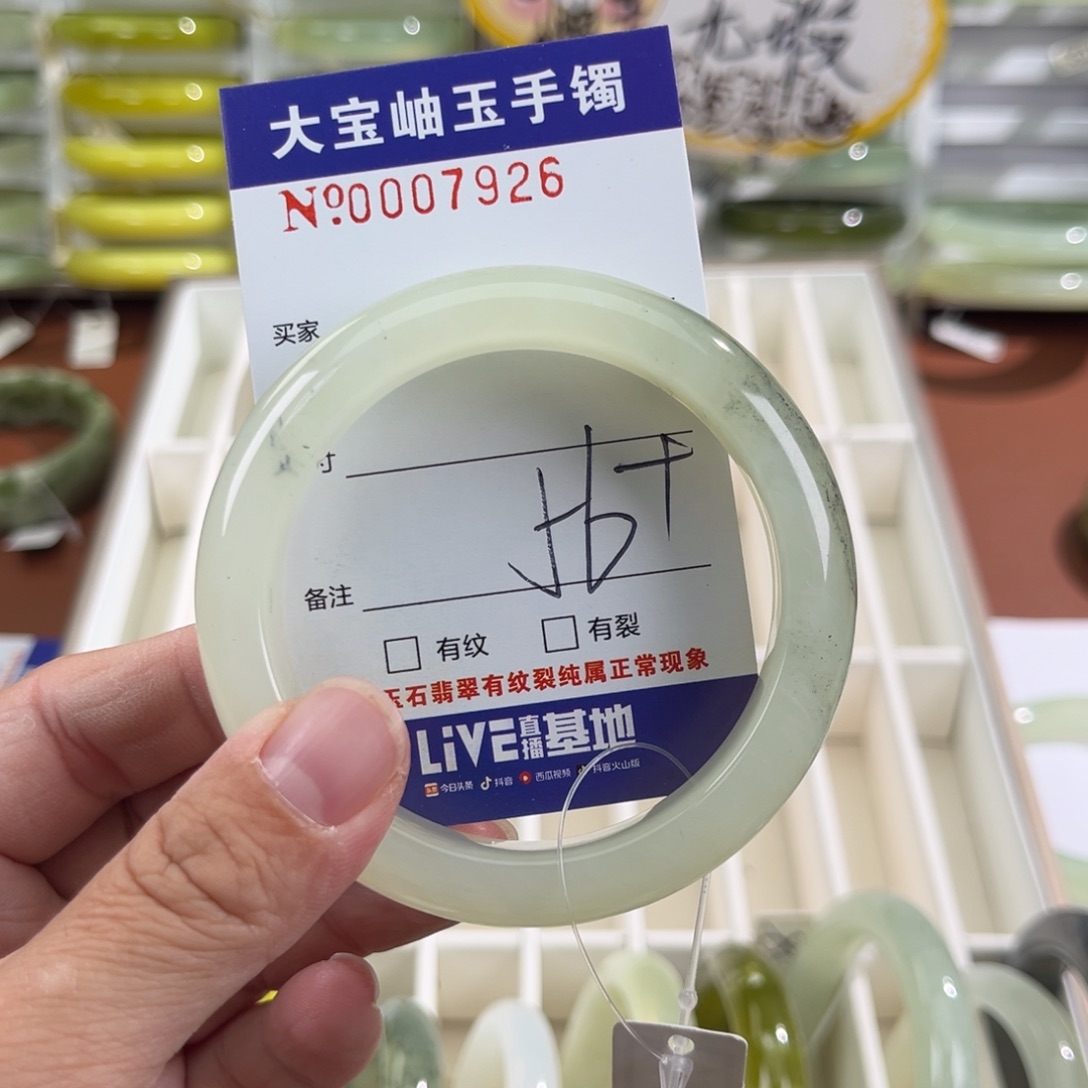 大宝岫玉手镯
Nº0007926
买家
寸
备注
有纹 有裂
玉石翡翠有纹裂纯属正常现象
LiVE直播基地
今日头条 抖音 西瓜视频 抖音火山版